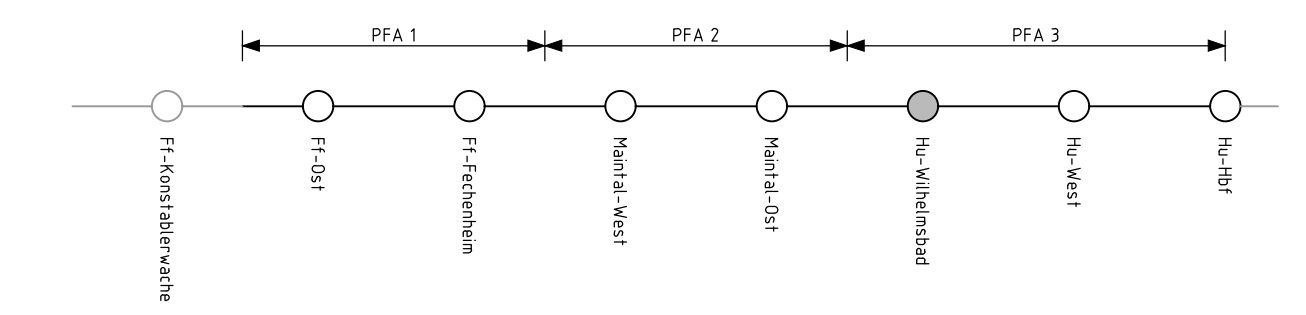 PFA 1
PFA 2
PFA 3
Ff-Konstablerwache
Ff-Ost
Ff-Fechenheim
Maintal-West
Maintal-Ost
Hu-Wilhelmsbad
Hu-West
Hu-Hbf